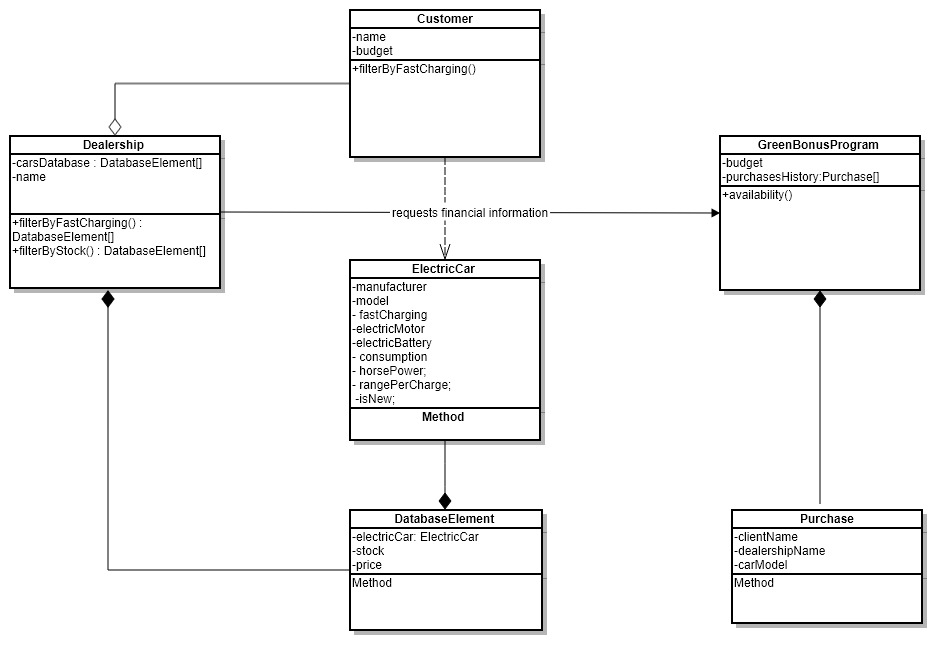 Customer
-name
-budget
+filterByFastCharging()
Dealership
-carsDatabase : DatabaseElement[]
-name
+filterByFastCharging() :
DatabaseElement[]
+filterByStock() : DatabaseElement[]
requests financial information
GreenBonusProgram
-budget
-purchasesHistory:Purchase[]
+availability()
ElectricCar
-manufacturer
-model
- fastCharging
-electricMotor
-electricBattery
- consumption
- horsePower;
- rangePerCharge;
-isNew;
Method
DatabaseElement
-electricCar: ElectricCar
-stock
-price
Method
Purchase
-clientName
-dealershipName
-carModel
Method